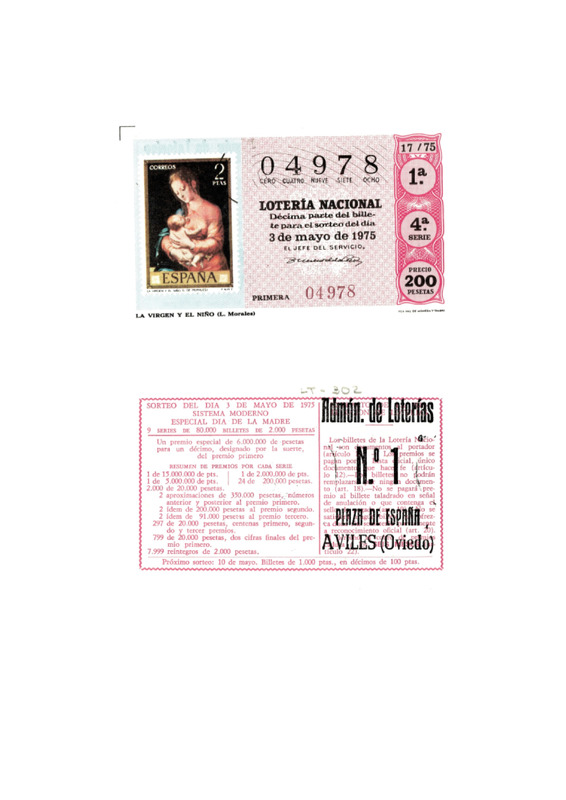 17 / 75
CORREOS
2
PTAS
04978
CERO CUATRO NUEVE SIETE OCHO
1ª.
LOTERÍA NACIONAL
Décima parte del bille-
te para el sorteo del día
3 de mayo de 1975
EL JEFE DEL SERVICIO,
4ª.
SERIE
ESPAÑA
PRIMERA 04978
PRECIO
200
PESETAS
LA VIRGEN Y EL NIÑO (L. Morales)
LT - 302
SORTEO DEL DIA 3 DE MAYO DE 1975
SISTEMA MODERNO
ESPECIAL DIA DE LA MADRE
9 SERIES DE 80.000 BILLETES DE 2.000 PESETAS
Un premio especial de 6.000.000 de pesetas
para un décimo, designado por la suerte,
del premio primero
RESUMEN DE PREMIOS POR CADA SERIE
1 de 15.000.000 de pts. 1 de 2.000.000 de pts.
1 de 3.000.000 de pts. 24 de 200.000 pesetas.
2.000 de 20.000 pesetas.
2 aproximaciones de 350.000 pesetas, números
anterior y posterior al premio primero.
2 ídem de 200.000 pesetas al premio segundo.
2 ídem de 91.000 pesetas al premio tercero.
297 de 20.000 pesetas, centenas primero, segun-
do y tercer premios.
799 de 20.000 pesetas, dos cifras finales del pre-
mio primero.
7.999 reintegros de 2.000 pesetas.
Admón. de Loterías
N.º 1
PLAZA DE ESPAÑA,
AVILES (Oviedo)
Los billetes de la Lotería Nacio-
Próximo sorteo: 10 de mayo. Billetes de 1.000 ptas., en décimos de 100 ptas.